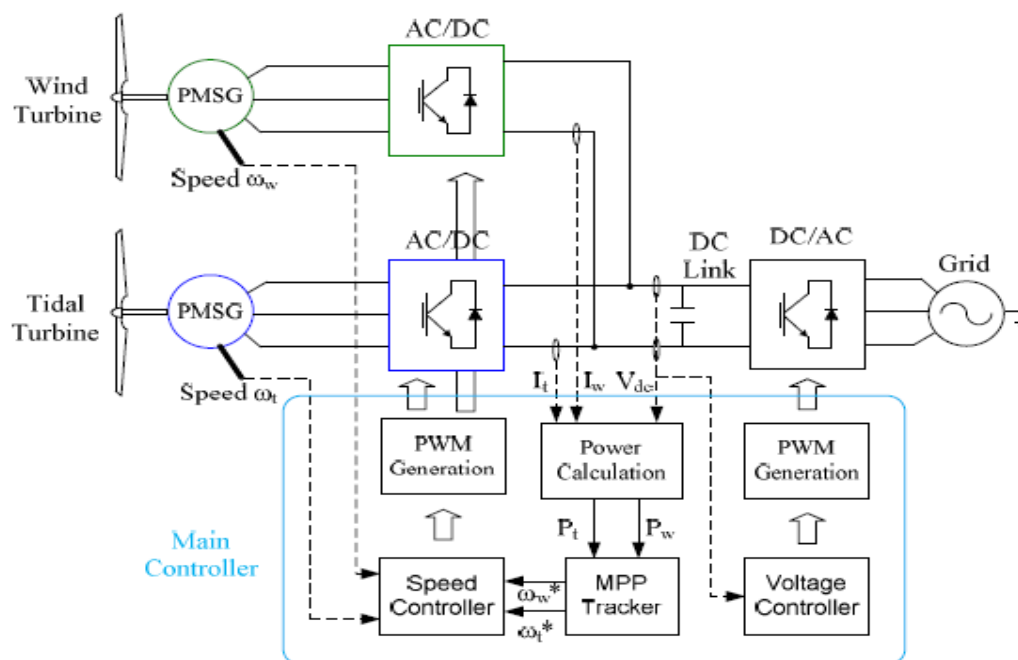 AC/DC
Wind
Turbine
PMSG
Speed ωw
AC/DC
DC
Link
DC/AC
Grid
Tidal
Turbine
PMSG
Speed ωt
It
Iw
Vdc
PWM
Generation
Power
Calculation
PWM
Generation
Main
Controller
Pt
Pw
Speed
Controller
ωw*
ωt*
MPP
Tracker
Voltage
Controller